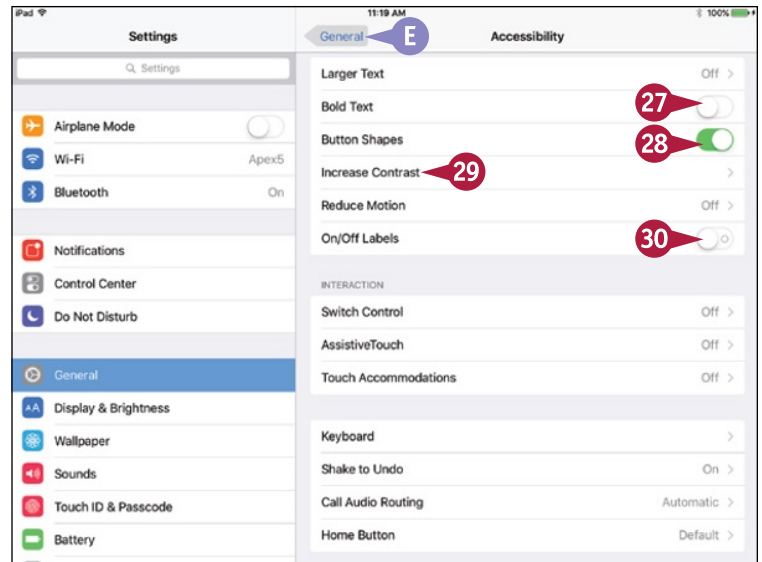 iPad 11:19 AM 100%
Settings
Settings
Airplane Mode
Wi-Fi Apex5
Bluetooth On
Notifications
Control Center
Do Not Disturb
General
Display & Brightness
Wallpaper
Sounds
Touch ID & Passcode
Battery
General E Accessibility
Larger Text Off >
Bold Text 27
Button Shapes 28
Increase Contrast 29 >
Reduce Motion Off >
On/Off Labels 30
INTERACTION
Switch Control Off >
AssistiveTouch Off >
Touch Accommodations Off >
Keyboard >
Shake to Undo On >
Call Audio Routing Automatic >
Home Button Default >